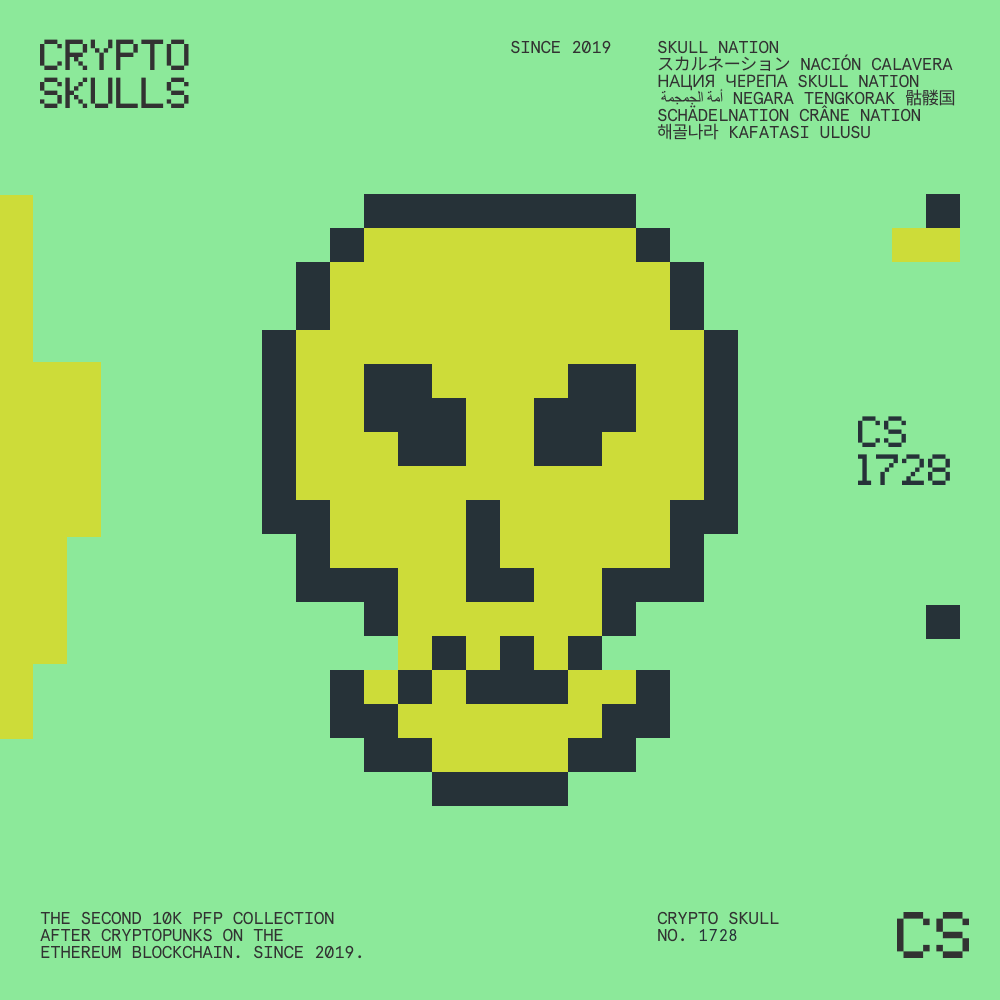 CRYPTO
SKULLS
SINCE 2019
SKULL NATION
スカルネーション NACIÓN CALAVERA
НАЦИЯ ЧЕРЕПА SKULL NATION
أمة الجمجمة NEGARA TENGKORAK 骷髅国
SCHÄDELNATION CRÂNE NATION
해골나라 KAFATASI ULUSU
CS
1728
THE SECOND 10K PFP COLLECTION
AFTER CRYPTOPUNKS ON THE
ETHEREUM BLOCKCHAIN. SINCE 2019.
CRYPTO SKULL
NO. 1728
CS